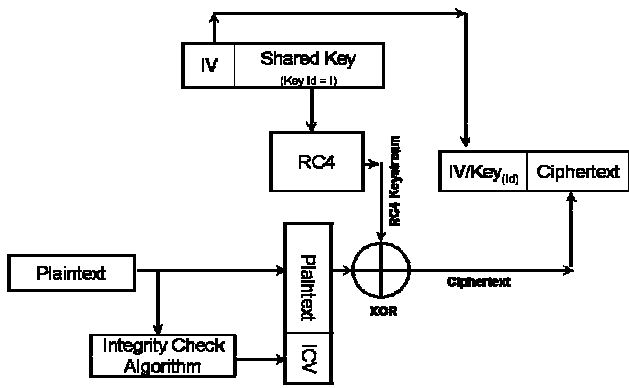 IV
Shared Key
(Key Id = I)
RC4
RC4 Keystream
IV/Key(Id)
Ciphertext
Plaintext
Plaintext
XOR
Ciphertext
Integrity Check
Algorithm
ICV